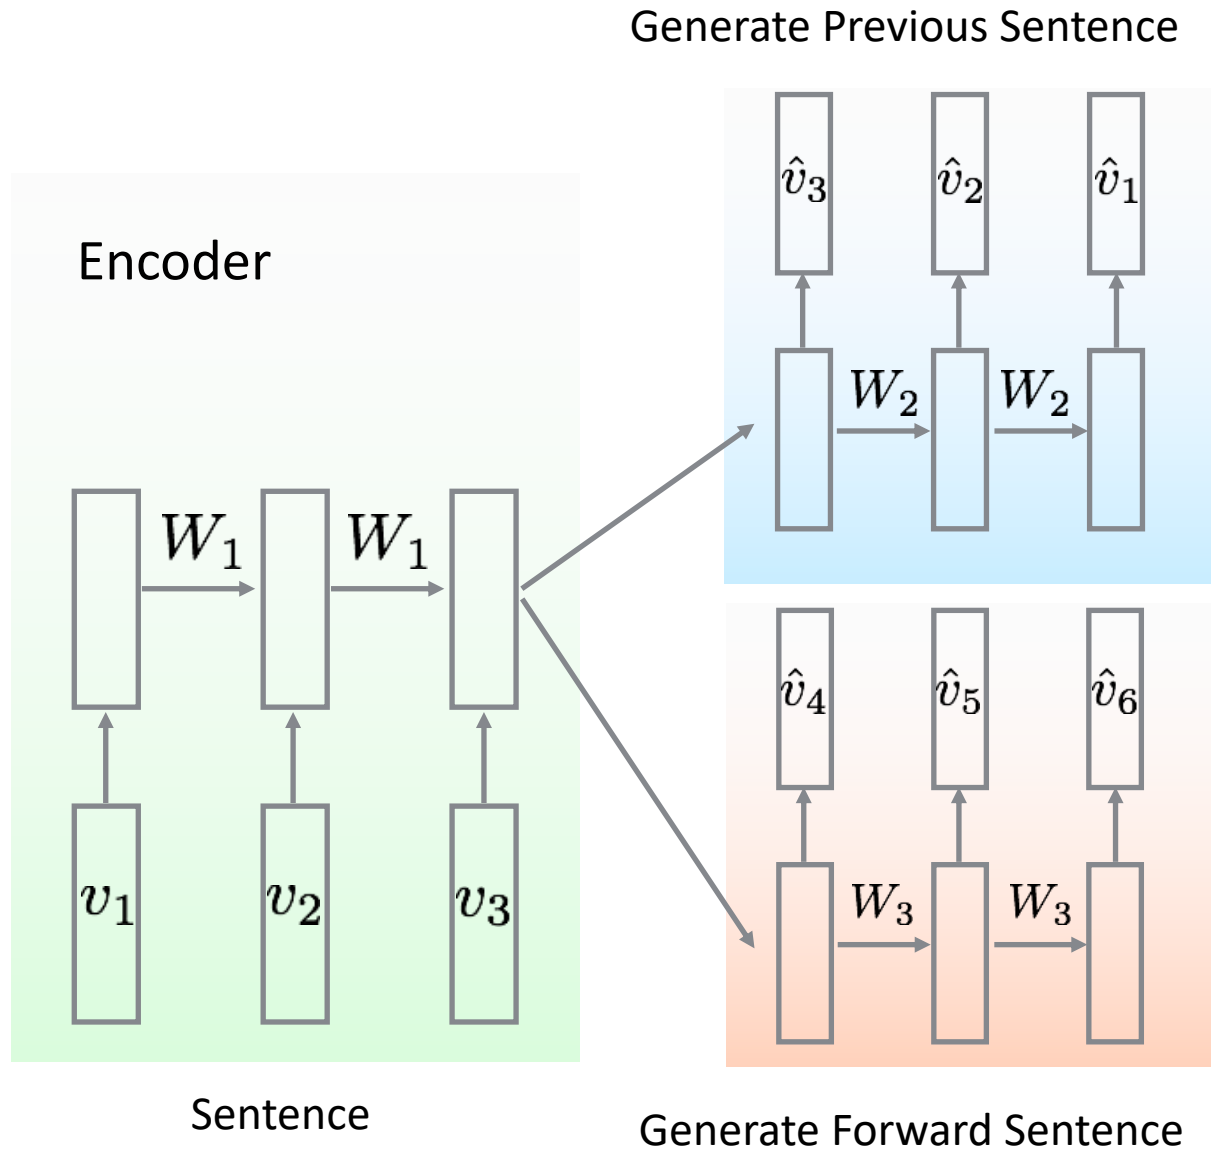 Generate Previous Sentence
v̂₃ v̂₂ v̂₁
Encoder
W₂ W₂
W₁ W₁
v̂₄ v̂₅ v̂₆
v₁ v₂ v₃
W₃ W₃
Sentence
Generate Forward Sentence